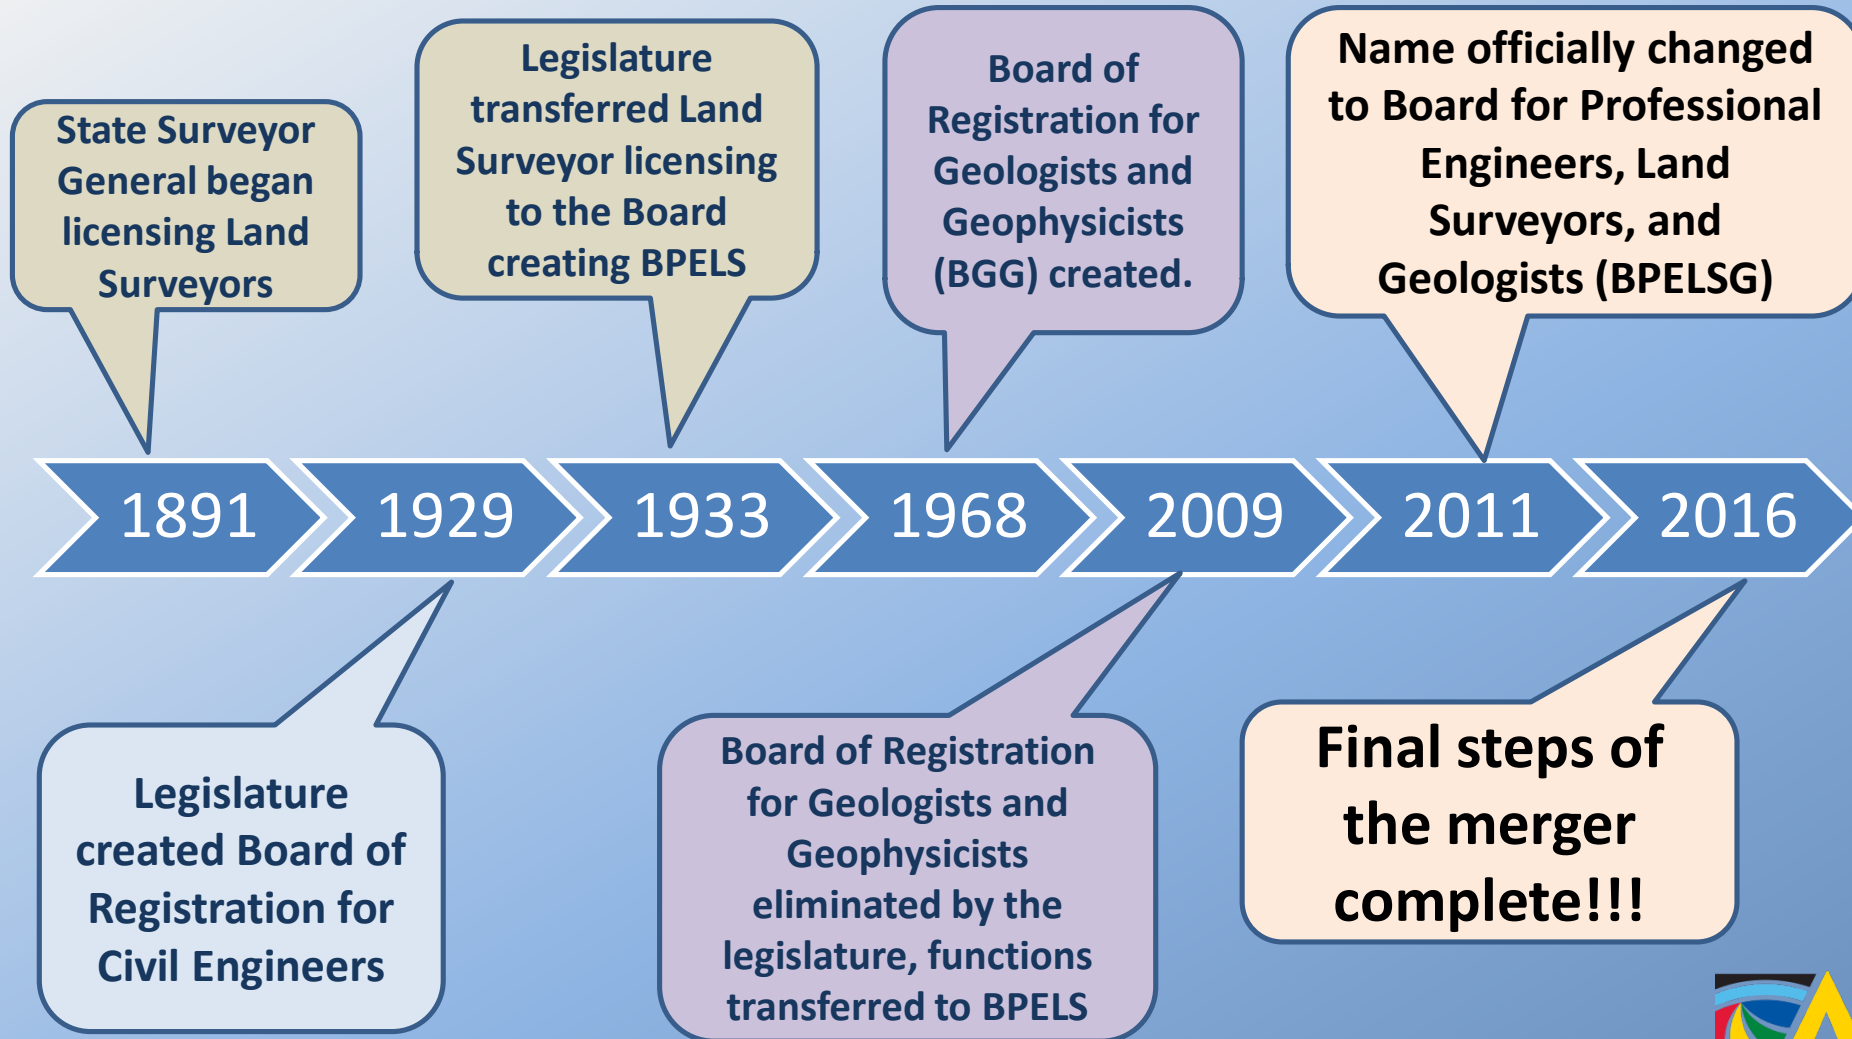 State Surveyor
General began
licensing Land
Surveyors
Legislature
transferred Land
Surveyor licensing
to the Board
creating BPELS
Board of
Registration for
Geologists and
Geophysicists
(BGG) created.
Name officially changed
to Board for Professional
Engineers, Land
Surveyors, and
Geologists (BPELSG)
1891
1929
1933
1968
2009
2011
2016
Legislature
created Board of
Registration for
Civil Engineers
Board of Registration
for Geologists and
Geophysicists
eliminated by the
legislature, functions
transferred to BPELS
Final steps of
the merger
complete!!!